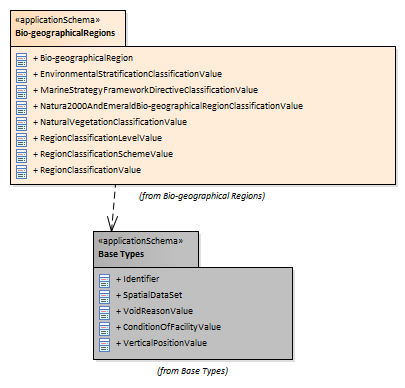 «applicationSchema»
Bio-geographicalRegions
+ Bio-geographicalRegion
+ EnvironmentalStratificationClassificationValue
+ MarineStrategyFrameworkDirectiveClassificationValue
+ Natura2000AndEmeraldBio-geographicalRegionClassificationValue
+ NaturalVegetationClassificationValue
+ RegionClassificationLevelValue
+ RegionClassificationSchemeValue
+ RegionClassificationValue
(from Bio-geographical Regions)
«applicationSchema»
Base Types
+ Identifier
+ SpatialDataSet
+ VoidReasonValue
+ ConditionOfFacilityValue
+ VerticalPositionValue
(from Base Types)